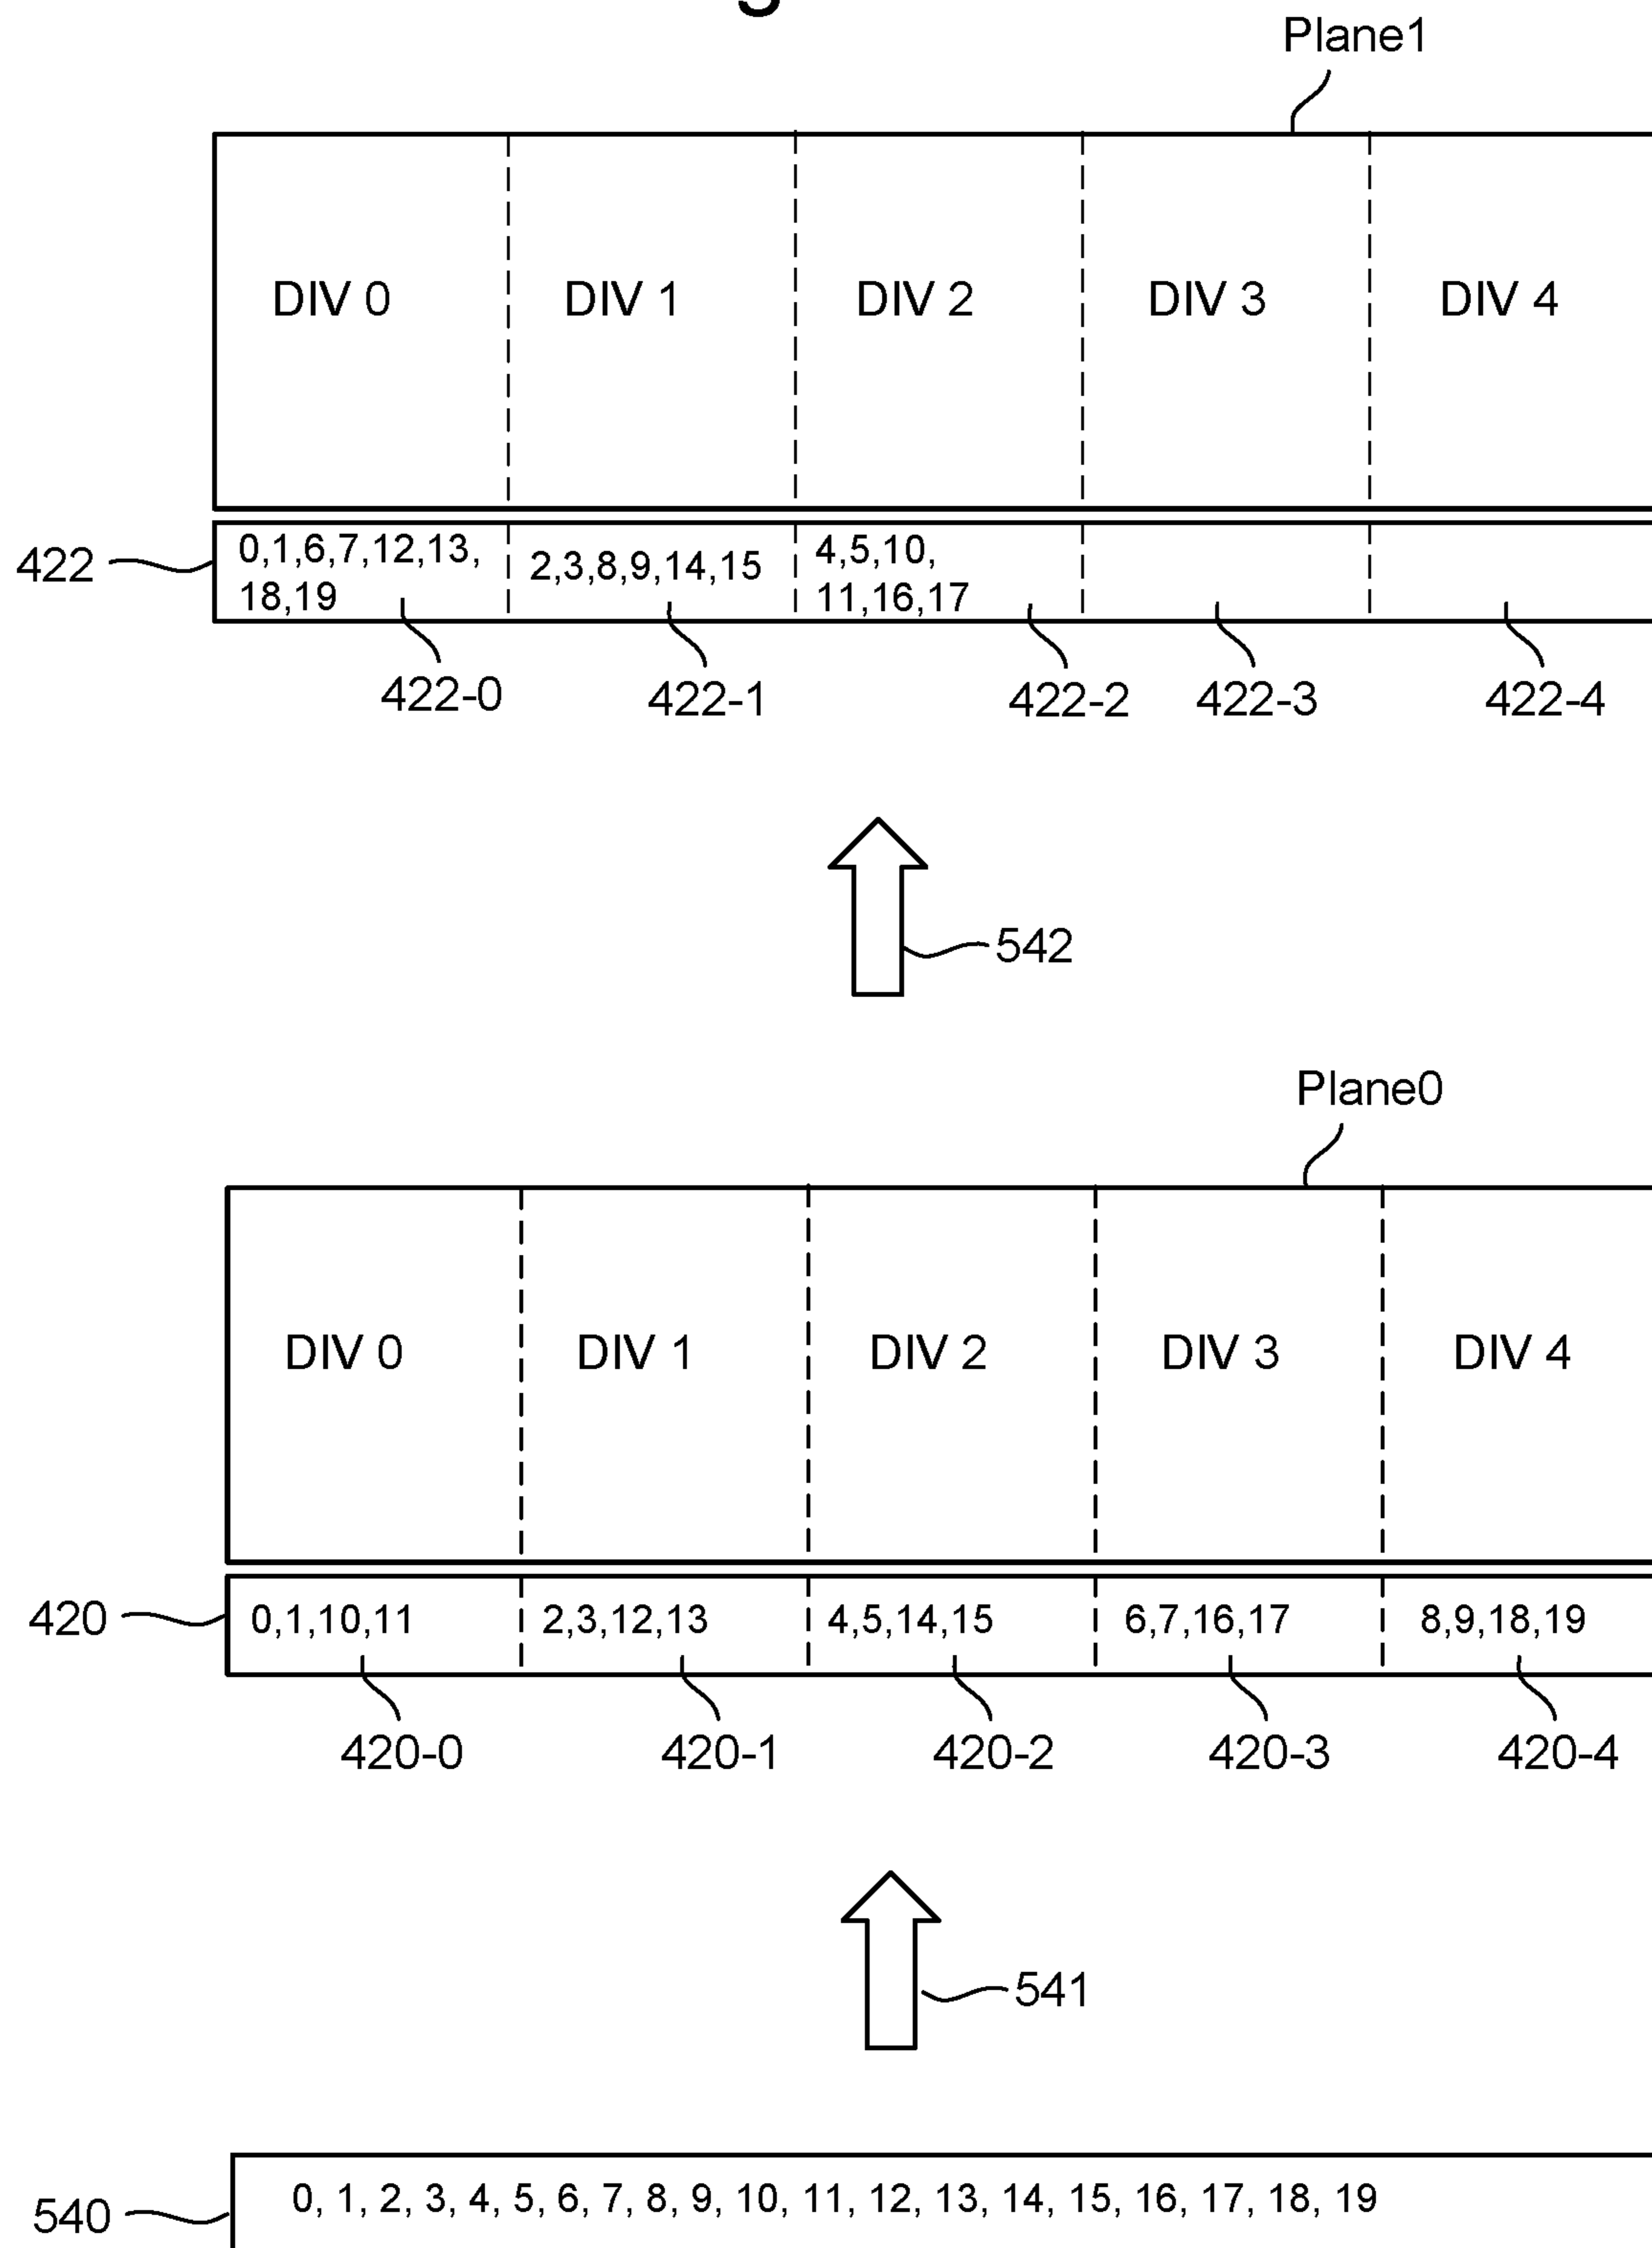 Plane1
DIV 0 DIV 1 DIV 2 DIV 3 DIV 4
422
0,1,6,7,12,13,
18,19
2,3,8,9,14,15
4,5,10,
11,16,17
422-0 422-1 422-2 422-3 422-4
542
Plane0
DIV 0 DIV 1 DIV 2 DIV 3 DIV 4
420
0,1,10,11 2,3,12,13 4,5,14,15 6,7,16,17 8,9,18,19
420-0 420-1 420-2 420-3 420-4
541
540
0, 1, 2, 3, 4, 5, 6, 7, 8, 9, 10, 11, 12, 13, 14, 15, 16, 17, 18, 19